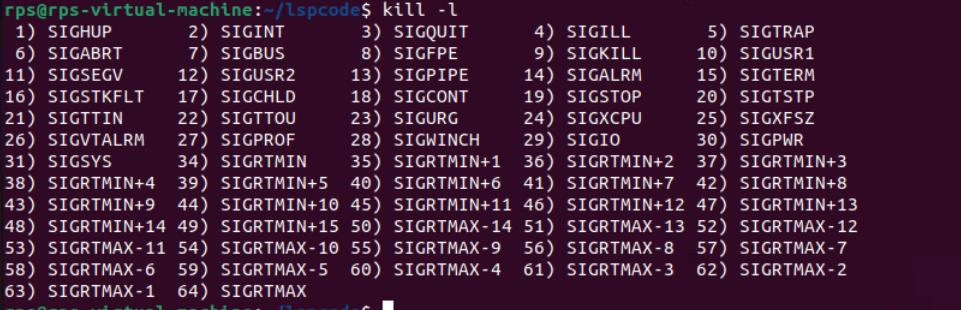 rps@rps-virtual-machine:~/lspcode$ kill -l
 1) SIGHUP       2) SIGINT       3) SIGQUIT      4) SIGILL       5) SIGTRAP
 6) SIGABRT      7) SIGBUS       8) SIGFPE       9) SIGKILL     10) SIGUSR1
11) SIGSEGV     12) SIGUSR2     13) SIGPIPE     14) SIGALRM     15) SIGTERM
16) SIGSTKFLT   17) SIGCHLD     18) SIGCONT     19) SIGSTOP     20) SIGTSTP
21) SIGTTIN     22) SIGTTOU     23) SIGURG      24) SIGXCPU     25) SIGXFSZ
26) SIGVTALRM   27) SIGPROF     28) SIGWINCH    29) SIGIO       30) SIGPWR
31) SIGSYS      34) SIGRTMIN    35) SIGRTMIN+1  36) SIGRTMIN+2  37) SIGRTMIN+3
38) SIGRTMIN+4  39) SIGRTMIN+5  40) SIGRTMIN+6  41) SIGRTMIN+7  42) SIGRTMIN+8
43) SIGRTMIN+9  44) SIGRTMIN+10 45) SIGRTMIN+11 46) SIGRTMIN+12 47) SIGRTMIN+13
48) SIGRTMIN+14 49) SIGRTMIN+15 50) SIGRTMAX-14 51) SIGRTMAX-13 52) SIGRTMAX-12
53) SIGRTMAX-11 54) SIGRTMAX-10 55) SIGRTMAX-9  56) SIGRTMAX-8  57) SIGRTMAX-7
58) SIGRTMAX-6  59) SIGRTMAX-5  60) SIGRTMAX-4  61) SIGRTMAX-3  62) SIGRTMAX-2
63) SIGRTMAX-1  64) SIGRTMAX
rps@rps-virtual-machine:~/lspcode$